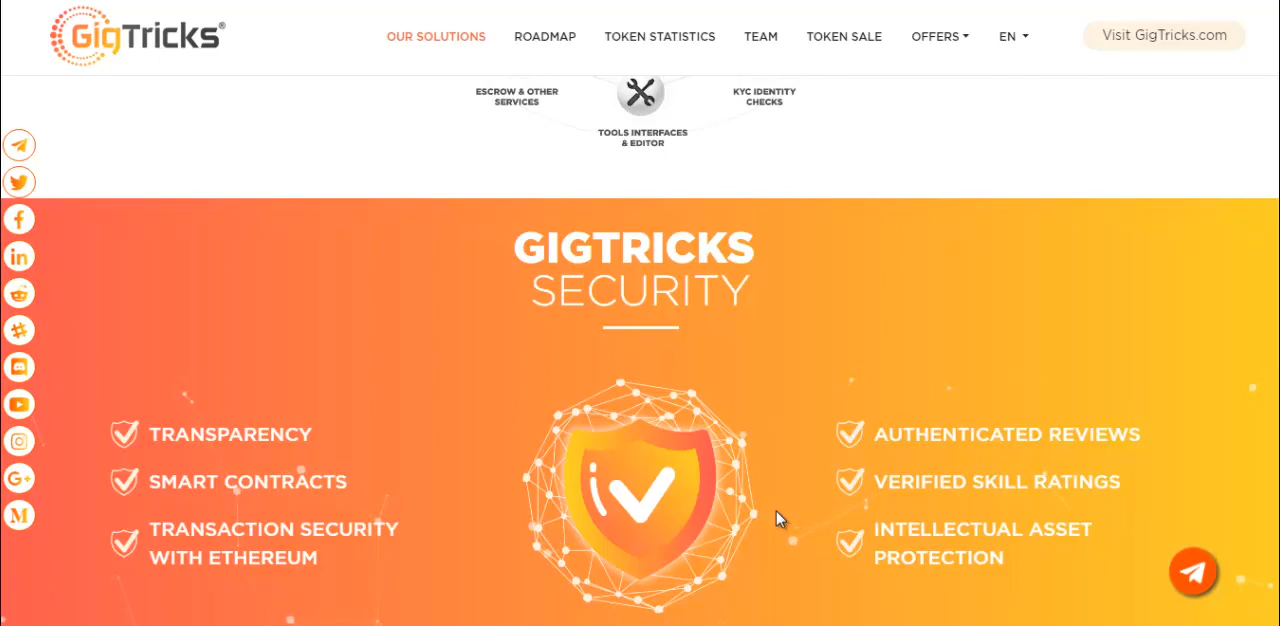 GigTricks®
OUR SOLUTIONS
ROADMAP
TOKEN STATISTICS
TEAM
TOKEN SALE
OFFERS
EN
Visit GigTricks.com
ESCROW & OTHER
SERVICES
KYC IDENTITY
CHECKS
TOOLS INTERFACES
& EDITOR
GIGTRICKS
SECURITY
TRANSPARENCY
SMART CONTRACTS
TRANSACTION SECURITY
WITH ETHEREUM
AUTHENTICATED REVIEWS
VERIFIED SKILL RATINGS
INTELLECTUAL ASSET
PROTECTION
f
in
G+
M